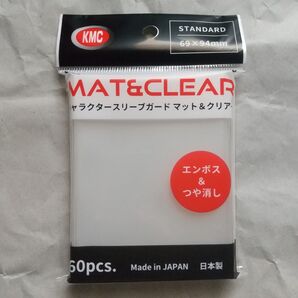 KMC
STANDARD
69×94mm
MAT&CLEAR
ャラクタースリーブガード マット&クリア
エンボス
&
つや消し
60pcs.
Made in JAPAN 日本製